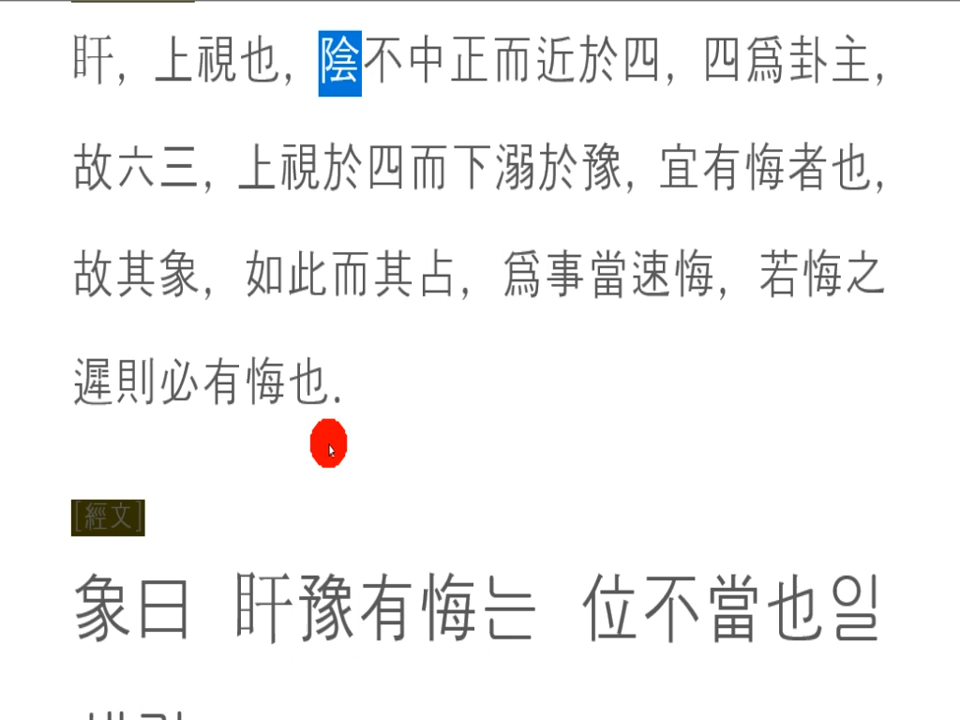 盱, 上視也, 陰不中正而近於四, 四爲卦主,
故六三, 上視於四而下溺於豫, 宜有悔者也,
故其象, 如此而其占, 爲事當速悔, 若悔之
遲則必有悔也.
[經文]
象曰 盱豫有悔는 位不當也일